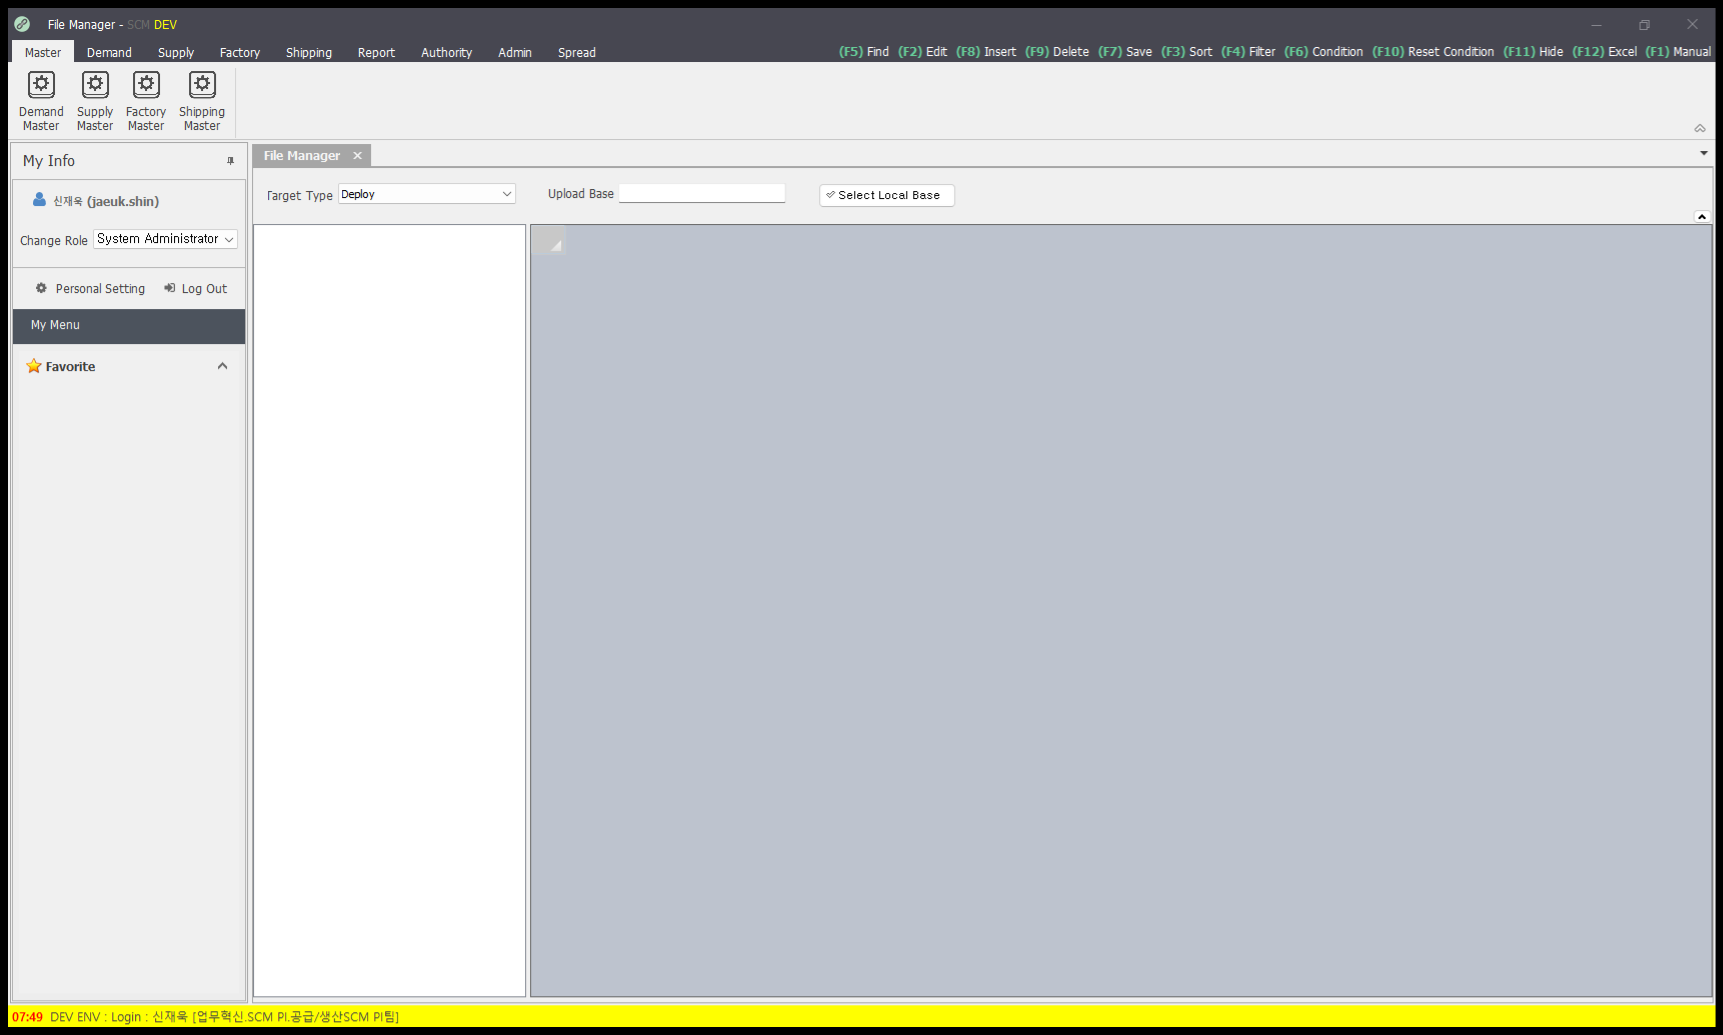 File Manager - SCM DEV
Master Demand Supply Factory Shipping Report Authority Admin Spread (F5) Find (F2) Edit (F8) Insert (F9) Delete (F7) Save (F3) Sort (F4) Filter (F6) Condition (F10) Reset Condition (F11) Hide (F12) Excel (F1) Manual
Demand Master
Supply Master
Factory Master
Shipping Master
My Info
File Manager
신재욱 (jaeuk.shin)
Target Type Deploy Upload Base Select Local Base
Change Role System Administrator
Personal Setting Log Out
My Menu
Favorite
07:49 DEV ENV : Login : 신재욱 [업무혁신.SCM PI.공급/생산SCM PI팀]